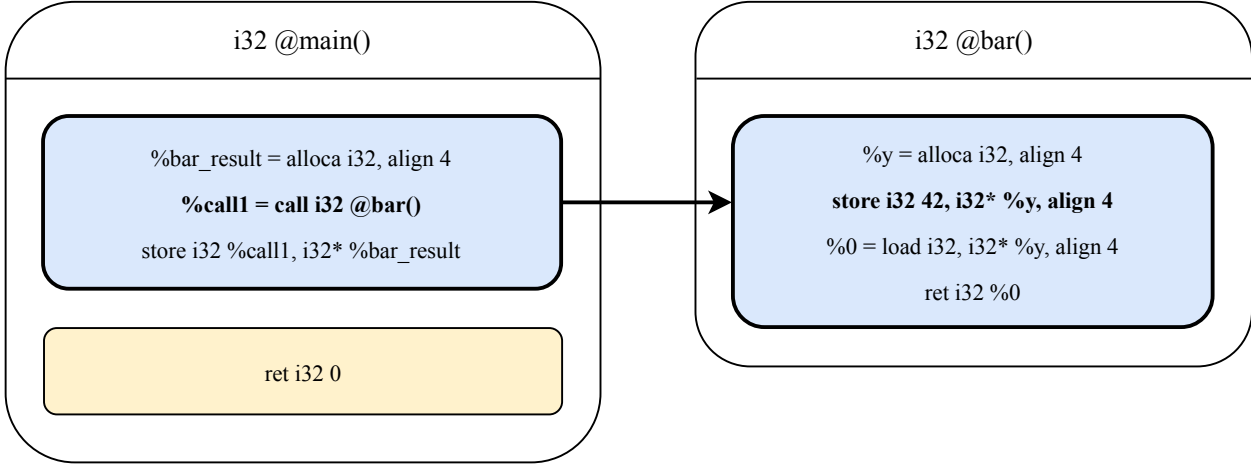 i32 @main()
%bar_result = alloca i32, align 4
%call1 = call i32 @bar()
store i32 %call1, i32* %bar_result
ret i32 0
i32 @bar()
%y = alloca i32, align 4
store i32 42, i32* %y, align 4
%0 = load i32, i32* %y, align 4
ret i32 %0